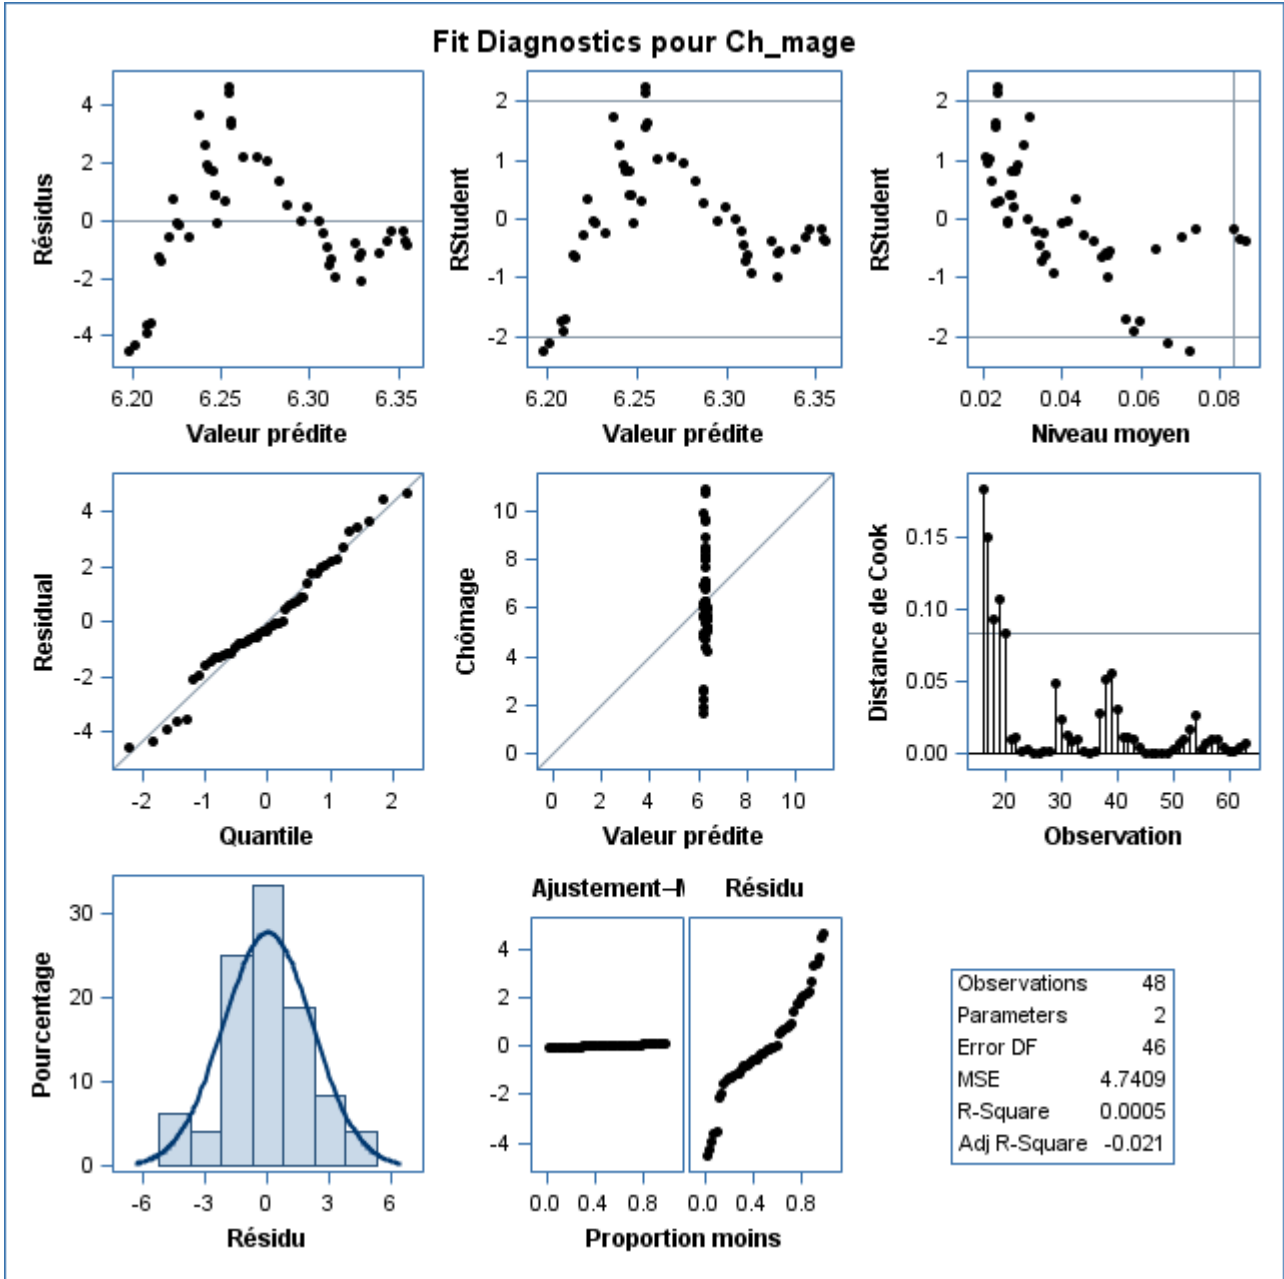 Fit Diagnostics pour Ch_mage
Résidus
4
2
0
-2
-4
6.20 6.25 6.30 6.35
Valeur prédite
RStudent
2
1
0
-1
-2
6.20 6.25 6.30 6.35
Valeur prédite
RStudent
2
1
0
-1
-2
0.02 0.04 0.06 0.08
Niveau moyen
Residual
4
2
0
-2
-4
-2 -1 0 1 2
Quantile
Chômage
10
8
6
4
2
0
0 2 4 6 8 10
Valeur prédite
Distance de Cook
0.15
0.10
0.05
0.00
20 30 40 50 60
Observation
Pourcentage
30
20
10
0
-6 -3 0 3 6
Résidu
Ajustement–M Résidu
4
2
0
-2
-4
0.0 0.4 0.8 0.0 0.4 0.8
Proportion moins
Observations 48
Parameters 2
Error DF 46
MSE 4.7409
R-Square 0.0005
Adj R-Square -0.021